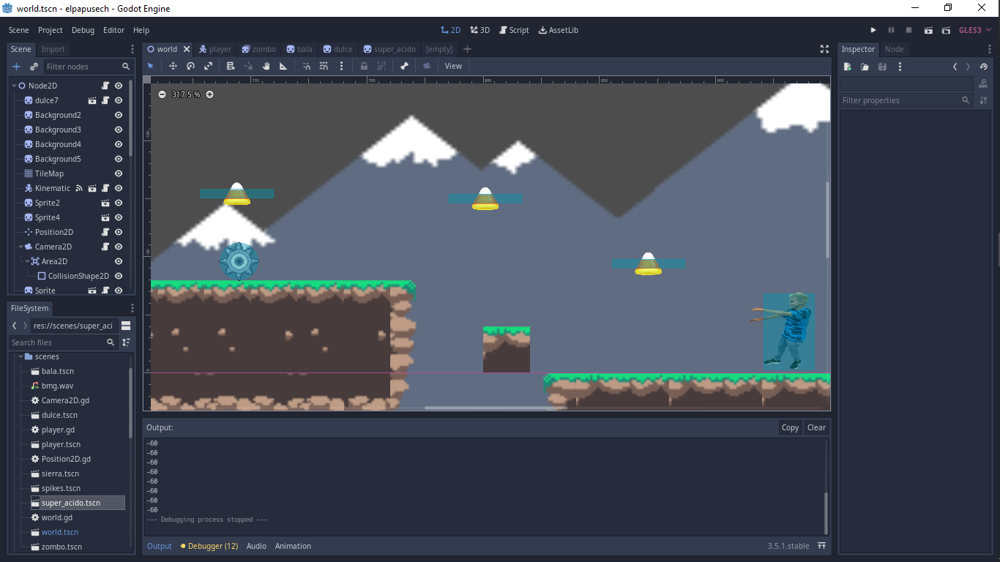 world.tscn - elpapusech - Godot Engine
Scene Project Debug Editor Help 2D 3D Script AssetLib GLES3
Scene Import
Filter nodes
Node2D
dulce7
Background2
Background3
Background4
Background5
TileMap
Kinematic
Sprite2
Sprite4
Position2D
Camera2D
Area2D
CollisionShape2D
Sprite
FileSystem
res://scenes/super_aci
Search files
scenes
bala.tscn
bmg.wav
Camera2D.gd
dulce.tscn
player.gd
player.tscn
Position2D.gd
sierra.tscn
spikes.tscn
super_acido.tscn
world.gd
world.tscn
zombo.tscn
world player zombo bala dulce super_acido [empty]
View
317.5 %
Output:
Copy Clear
-60
-60
-60
-60
-60
-60
-60
-60
--- Debugging process stopped ---
Output Debugger (12) Audio Animation 3.5.1.stable
Inspector Node
Filter properties